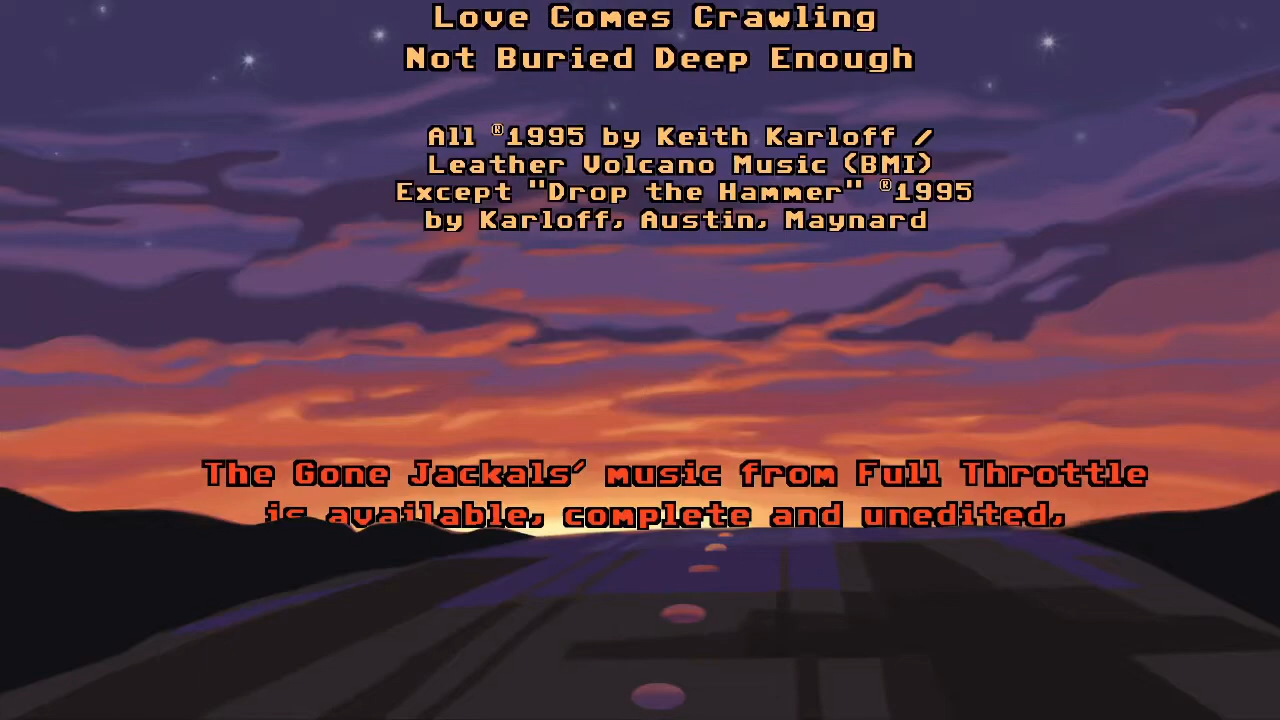 Love Comes Crawling
Not Buried Deep Enough
All ®1995 by Keith Karloff /
Leather Volcano Music (BMI)
Except "Drop the Hammer" ®1995
by Karloff, Austin, Maynard
The Gone Jackals' music from Full Throttle
is available, complete and unedited,